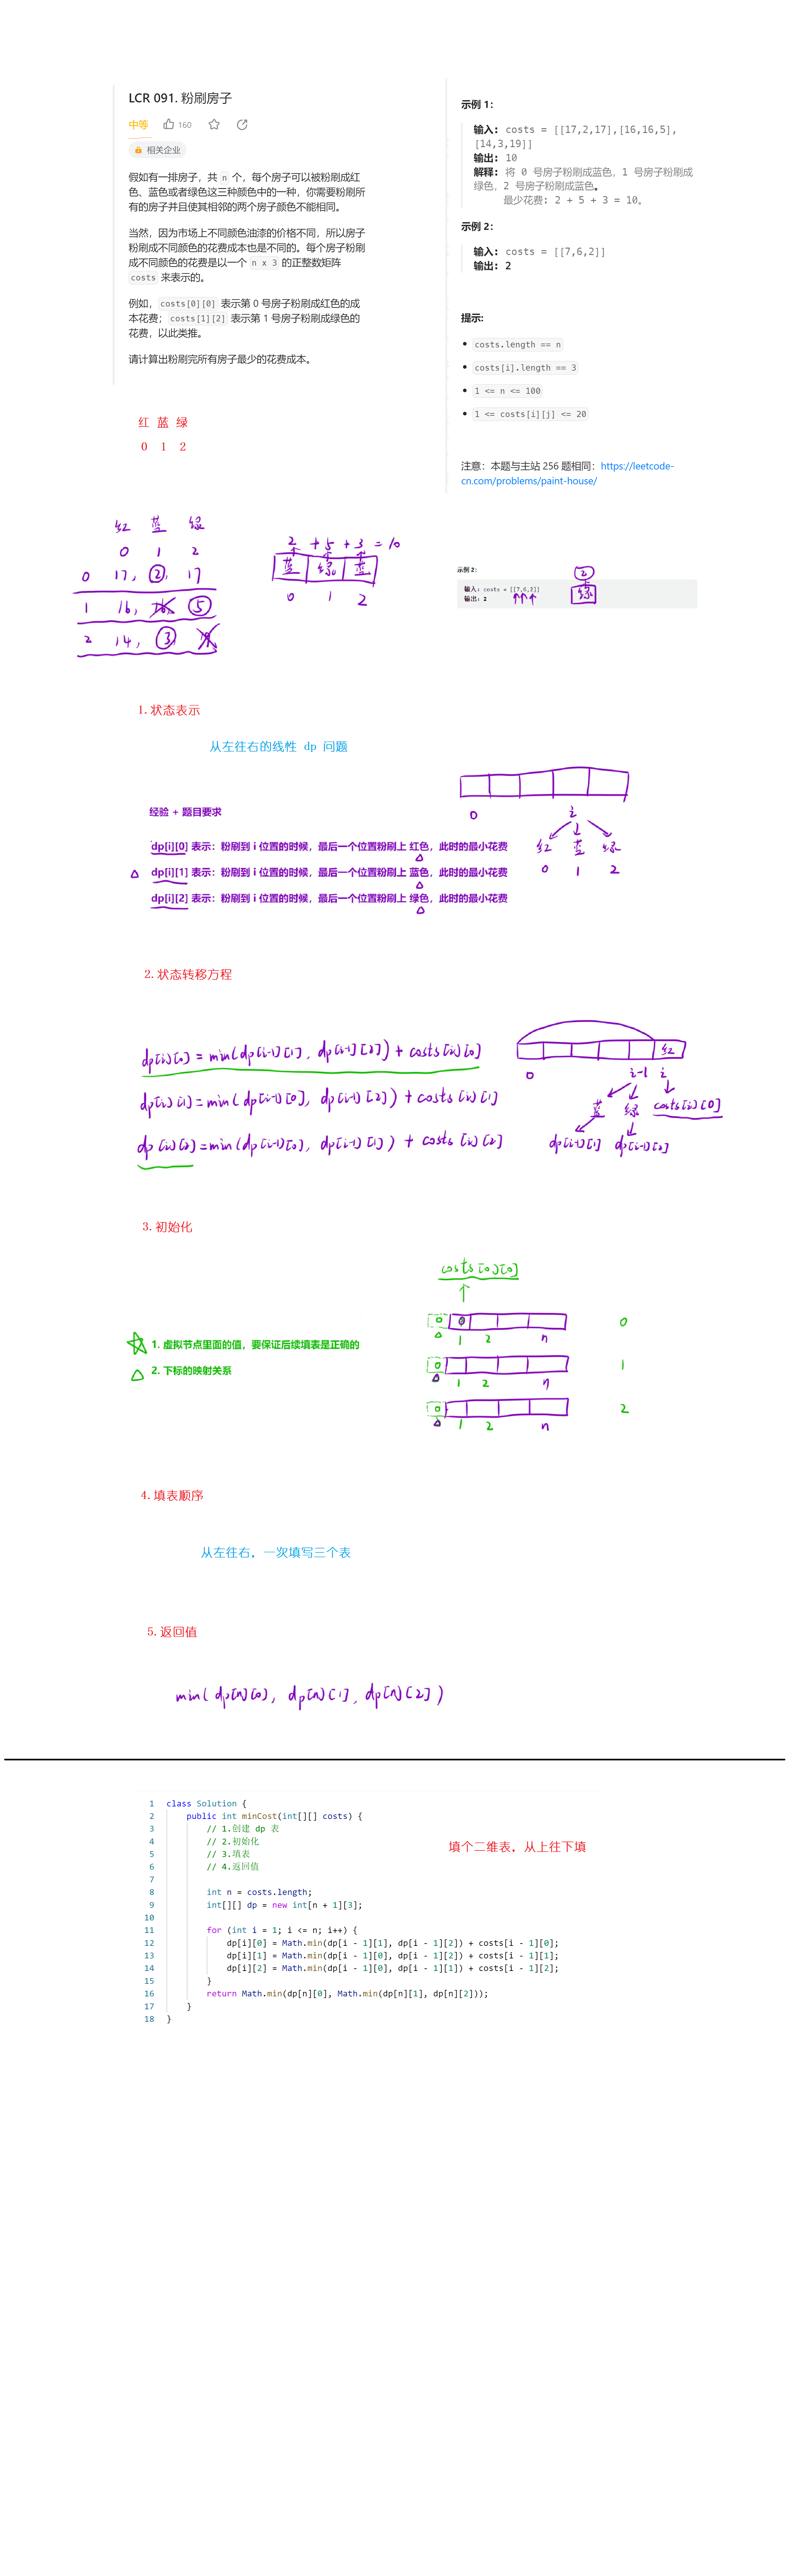 LCR 091. 粉刷房子
中等 160
相关企业
假如有一排房子，共 n 个，每个房子可以被粉刷成红
色、蓝色或者绿色这三种颜色中的一种，你需要粉刷所
有的房子并且使其相邻的两个房子颜色不能相同。
当然，因为市场上不同颜色油漆的价格不同，所以房子
粉刷成不同颜色的花费成本也是不同的。每个房子粉刷
成不同颜色的花费是以一个 n x 3 的正整数矩阵
costs 来表示的。
例如，costs[0][0] 表示第 0 号房子粉刷成红色的成
本花费；costs[1][2] 表示第 1 号房子粉刷成绿色的
花费，以此类推。
请计算出粉刷完所有房子最少的花费成本。
示例 1：
输入: costs = [[17,2,17],[16,16,5],
[14,3,19]]
输出: 10
解释: 将 0 号房子粉刷成蓝色，1 号房子粉刷成
绿色，2 号房子粉刷成蓝色。
最少花费: 2 + 5 + 3 = 10。
示例 2：
输入: costs = [[7,6,2]]
输出: 2
提示:
costs.length == n
costs[i].length == 3
1 <= n <= 100
1 <= costs[i][j] <= 20
注意：本题与主站 256 题相同：https://leetcode-
cn.com/problems/paint-house/
红 蓝 绿
0 1 2
红 蓝 绿
0 1 2
0 17, 2, 17
1 16, 16, 5
2 14, 3, 19
2 + 5 + 3 = 10
蓝 绿 蓝
0 1 2
示例 2：
输入: costs = [[7,6,2]]
输出: 2
2
绿
1. 状态表示
从左往右的线性 dp 问题
经验 + 题目要求
dp[i][0] 表示：粉刷到 i 位置的时候，最后一个位置粉刷上 红色，此时的最小花费
dp[i][1] 表示：粉刷到 i 位置的时候，最后一个位置粉刷上 蓝色，此时的最小花费
dp[i][2] 表示：粉刷到 i 位置的时候，最后一个位置粉刷上 绿色，此时的最小花费
0 i
红 蓝 绿
0 1 2
2. 状态转移方程
dp[i][0] = min(dp[i-1][1], dp[i-1][2]) + costs[i][0]
dp[i][1] = min(dp[i-1][0], dp[i-1][2]) + costs[i][1]
dp[i][2] = min(dp[i-1][0], dp[i-1][1]) + costs[i][2]
红
0 i-1 i
蓝 绿 costs[i][0]
dp[i-1][1] dp[i-1][2]
3. 初始化
1. 虚拟节点里面的值，要保证后续填表是正确的
2. 下标的映射关系
costs[0][0]
0 0 0
1 2 n
0 1
1 2 n
0 2
1 2 n
4. 填表顺序
从左往右，一次填写三个表
5. 返回值
min(dp[n][0], dp[n][1], dp[n][2])
填个二维表，从上往下填
1 class Solution {
2 public int minCost(int[][] costs) {
3 // 1.创建 dp 表
4 // 2.初始化
5 // 3.填表
6 // 4.返回值
7
8 int n = costs.length;
9 int[][] dp = new int[n + 1][3];
10
11 for (int i = 1; i <= n; i++) {
12 dp[i][0] = Math.min(dp[i - 1][1], dp[i - 1][2]) + costs[i - 1][0];
13 dp[i][1] = Math.min(dp[i - 1][0], dp[i - 1][2]) + costs[i - 1][1];
14 dp[i][2] = Math.min(dp[i - 1][0], dp[i - 1][1]) + costs[i - 1][2];
15 }
16 return Math.min(dp[n][0], Math.min(dp[n][1], dp[n][2]));
17 }
18 }